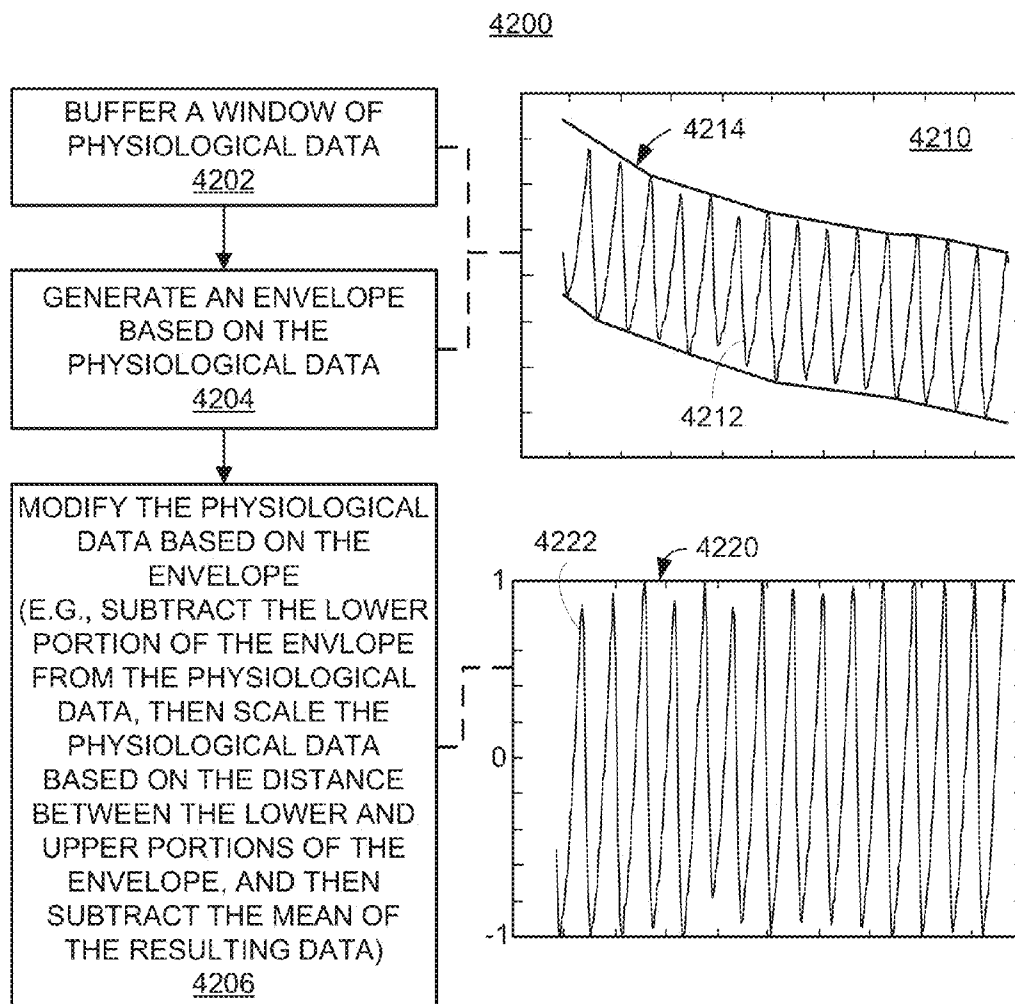 4200
BUFFER A WINDOW OF
PHYSIOLOGICAL DATA
4202
GENERATE AN ENVELOPE
BASED ON THE
PHYSIOLOGICAL DATA
4204
MODIFY THE PHYSIOLOGICAL
DATA BASED ON THE
ENVELOPE
(E.G., SUBTRACT THE LOWER
PORTION OF THE ENVLOPE
FROM THE PHYSIOLOGICAL
DATA, THEN SCALE THE
PHYSIOLOGICAL DATA
BASED ON THE DISTANCE
BETWEEN THE LOWER AND
UPPER PORTIONS OF THE
ENVELOPE, AND THEN
SUBTRACT THE MEAN OF
THE RESULTING DATA)
4206
4214
4210
4212
4222
4220
1
0
-1